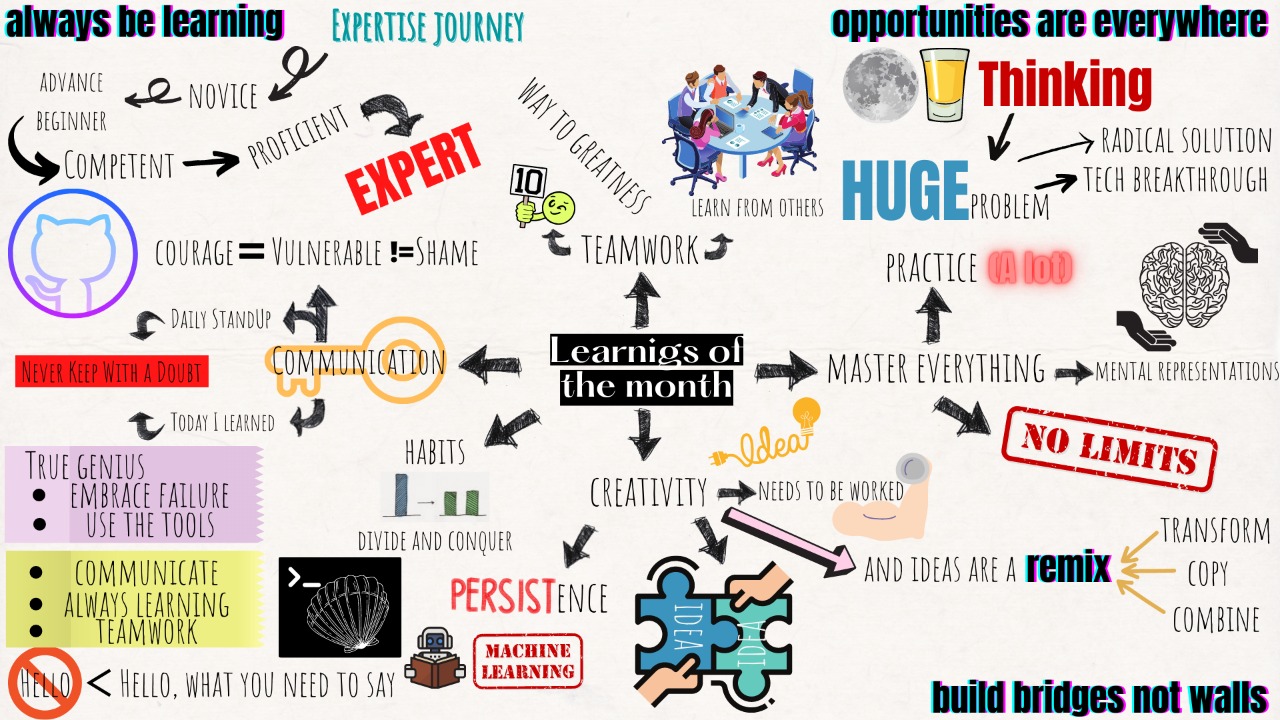 always be learning
Expertise journey
opportunities are everywhere
NOVICE
ADVANCE
BEGINNER
Competent
PROFICIENT
EXPERT
WAY TO GREATNESS
10
LEARN FROM OTHERS
Thinking
HUGE PROBLEM
RADICAL SOLUTION
TECH BREAKTHROUGH
COURAGE = Vulnerable != Shame
TEAMWORK
PRACTICE (A lot)
Daily StandUp
Never Keep With a Doubt
Communication
Today I learned
Learnigs of
the month
MASTER EVERYTHING
MENTAL REPRESENTATIONS
NO LIMITS
HABITS
DIVIDE AND CONQUER
Idea
CREATIVITY
NEEDS TO BE WORKED
AND IDEAS ARE A remix
TRANSFORM
COPY
COMBINE
True genius
• EMBRACE FAILURE
• USE THE TOOLS
• COMMUNICATE
• ALWAYS LEARNING
• TEAMWORK
>_
PERSISTENCE
MACHINE
LEARNING
IDEA
IDEA
Hello < Hello, what you need to say
build bridges not walls